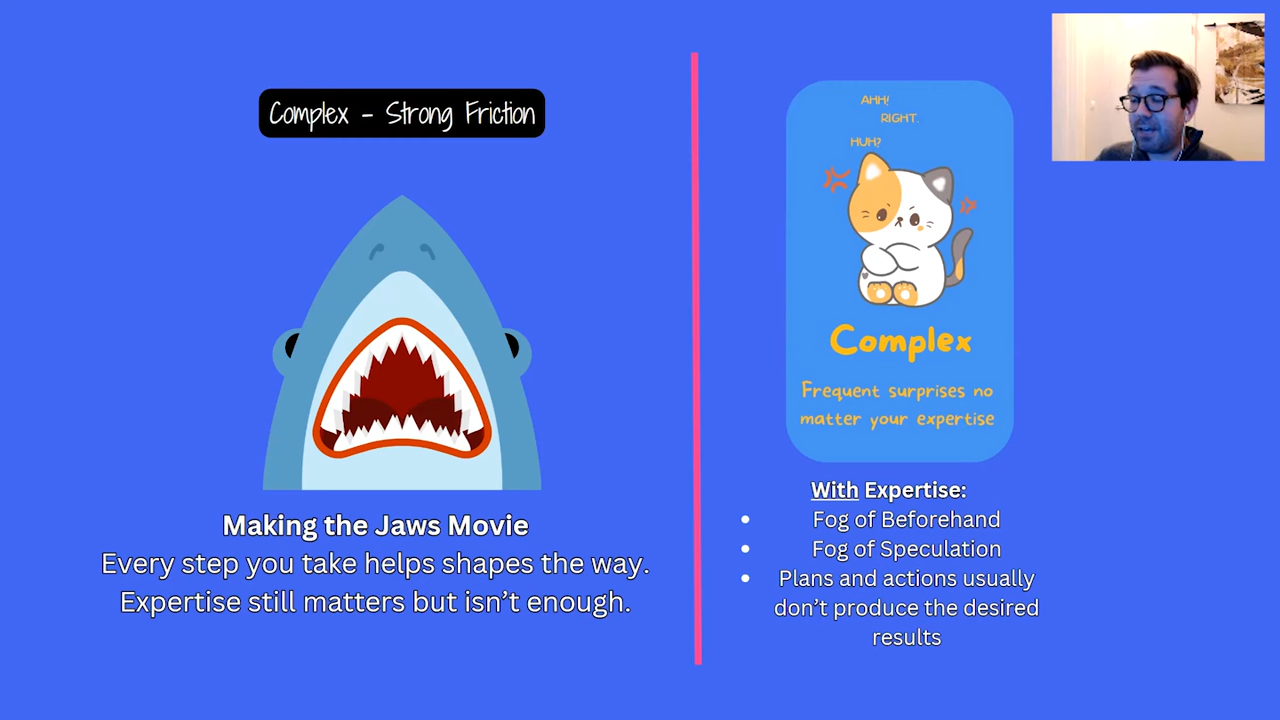 Complex - Strong Friction
Making the Jaws Movie
Every step you take helps shapes the way.
Expertise still matters but isn't enough.
AHH!
RIGHT.
HUH?
Complex
Frequent surprises no
matter your expertise
With Expertise:
Fog of Beforehand
Fog of Speculation
Plans and actions usually
don't produce the desired
results